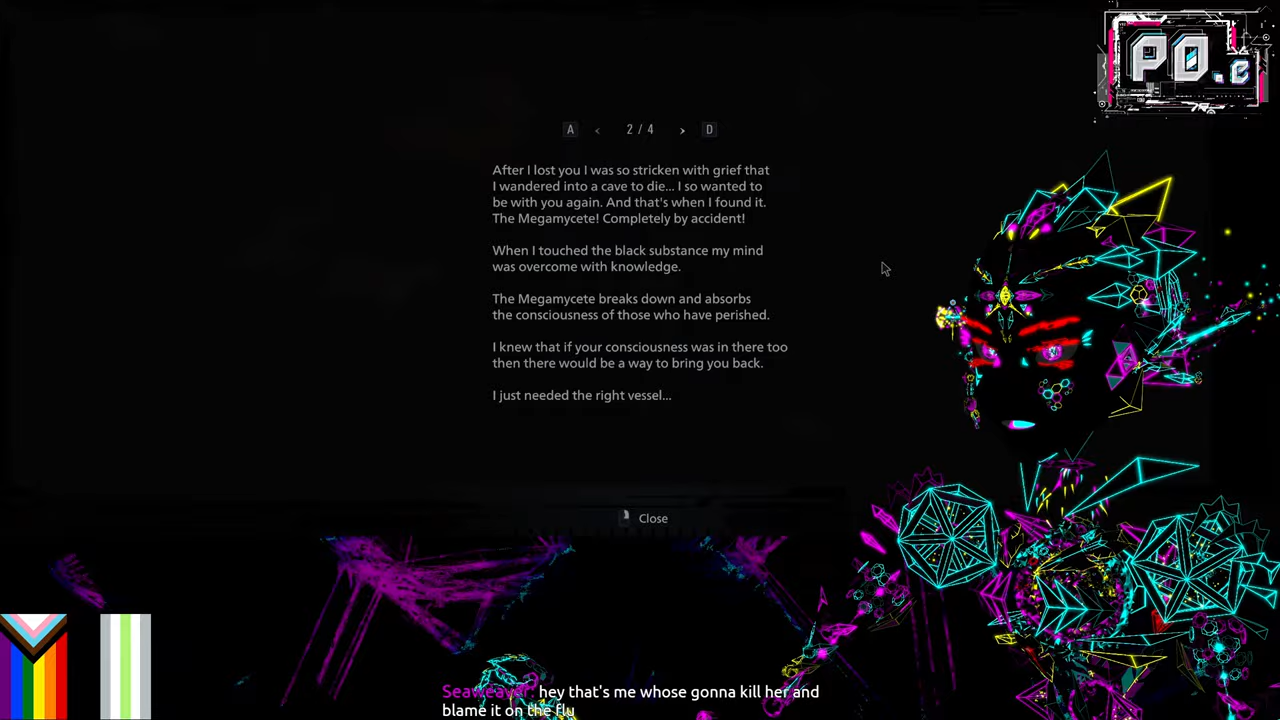 PO.e
A < 2 / 4 > D
After I lost you I was so stricken with grief that
I wandered into a cave to die... I so wanted to
be with you again. And that's when I found it.
The Megamycete! Completely by accident!
When I touched the black substance my mind
was overcome with knowledge.
The Megamycete breaks down and absorbs
the consciousness of those who have perished.
I knew that if your consciousness was in there too
then there would be a way to bring you back.
I just needed the right vessel...
Close
Seaweaver: hey that's me whose gonna kill her and
blame it on the flu